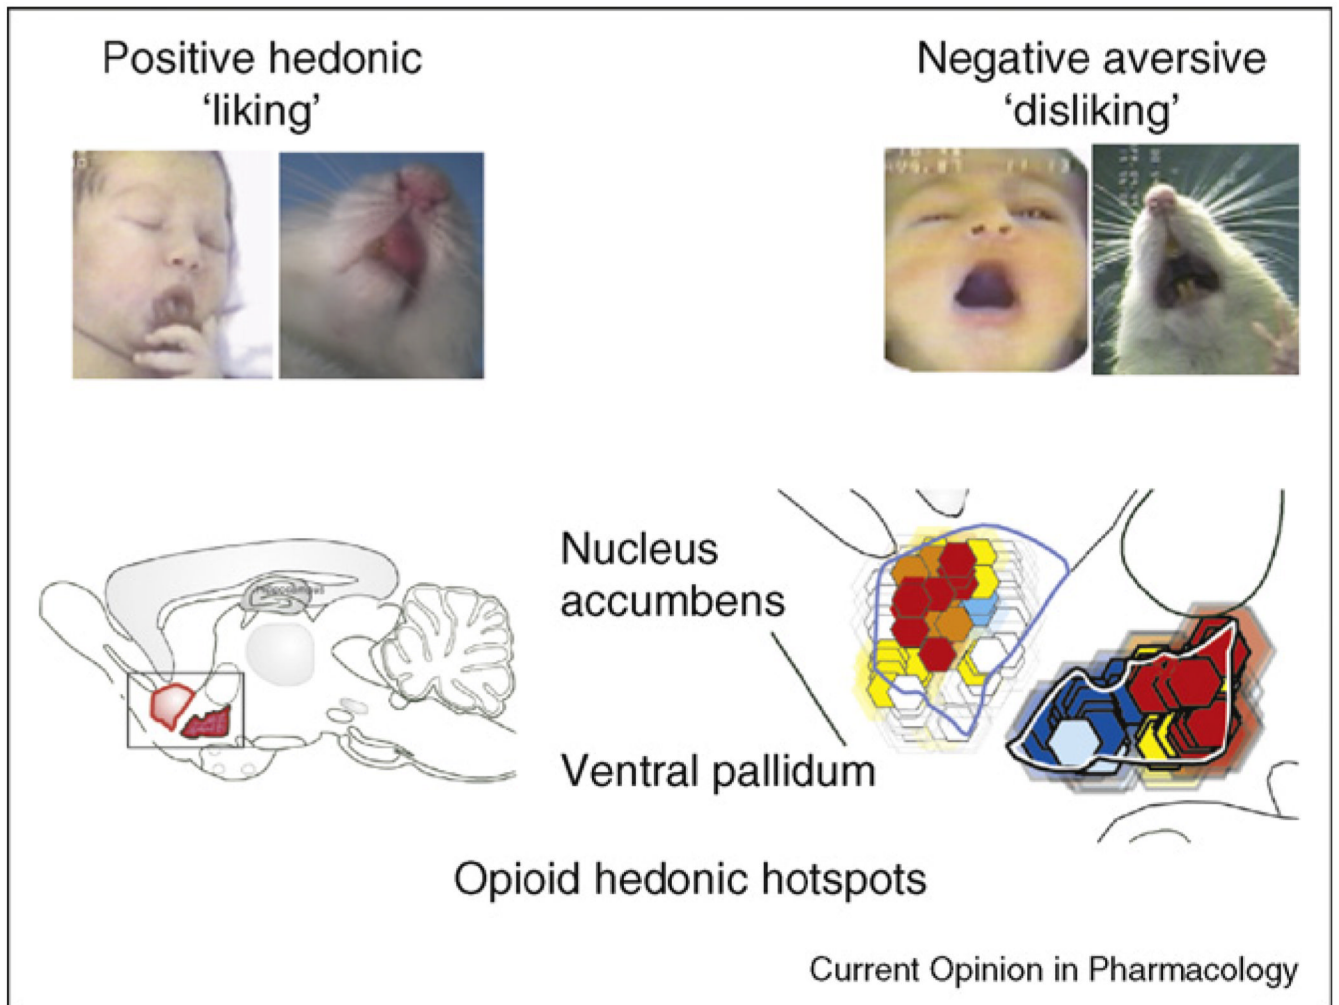 Positive hedonic
‘liking’
Negative aversive
‘disliking’
Nucleus
accumbens
Ventral pallidum
Opioid hedonic hotspots
Current Opinion in Pharmacology